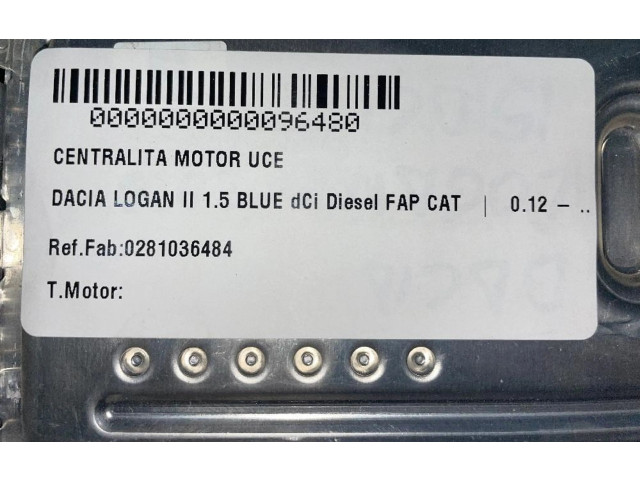 0000000000096480
CENTRALITA MOTOR UCE
DACIA LOGAN II 1.5 BLUE dCi Diesel FAP CAT | 0.12 - ..
Ref.Fab:0281036484
T.Motor: